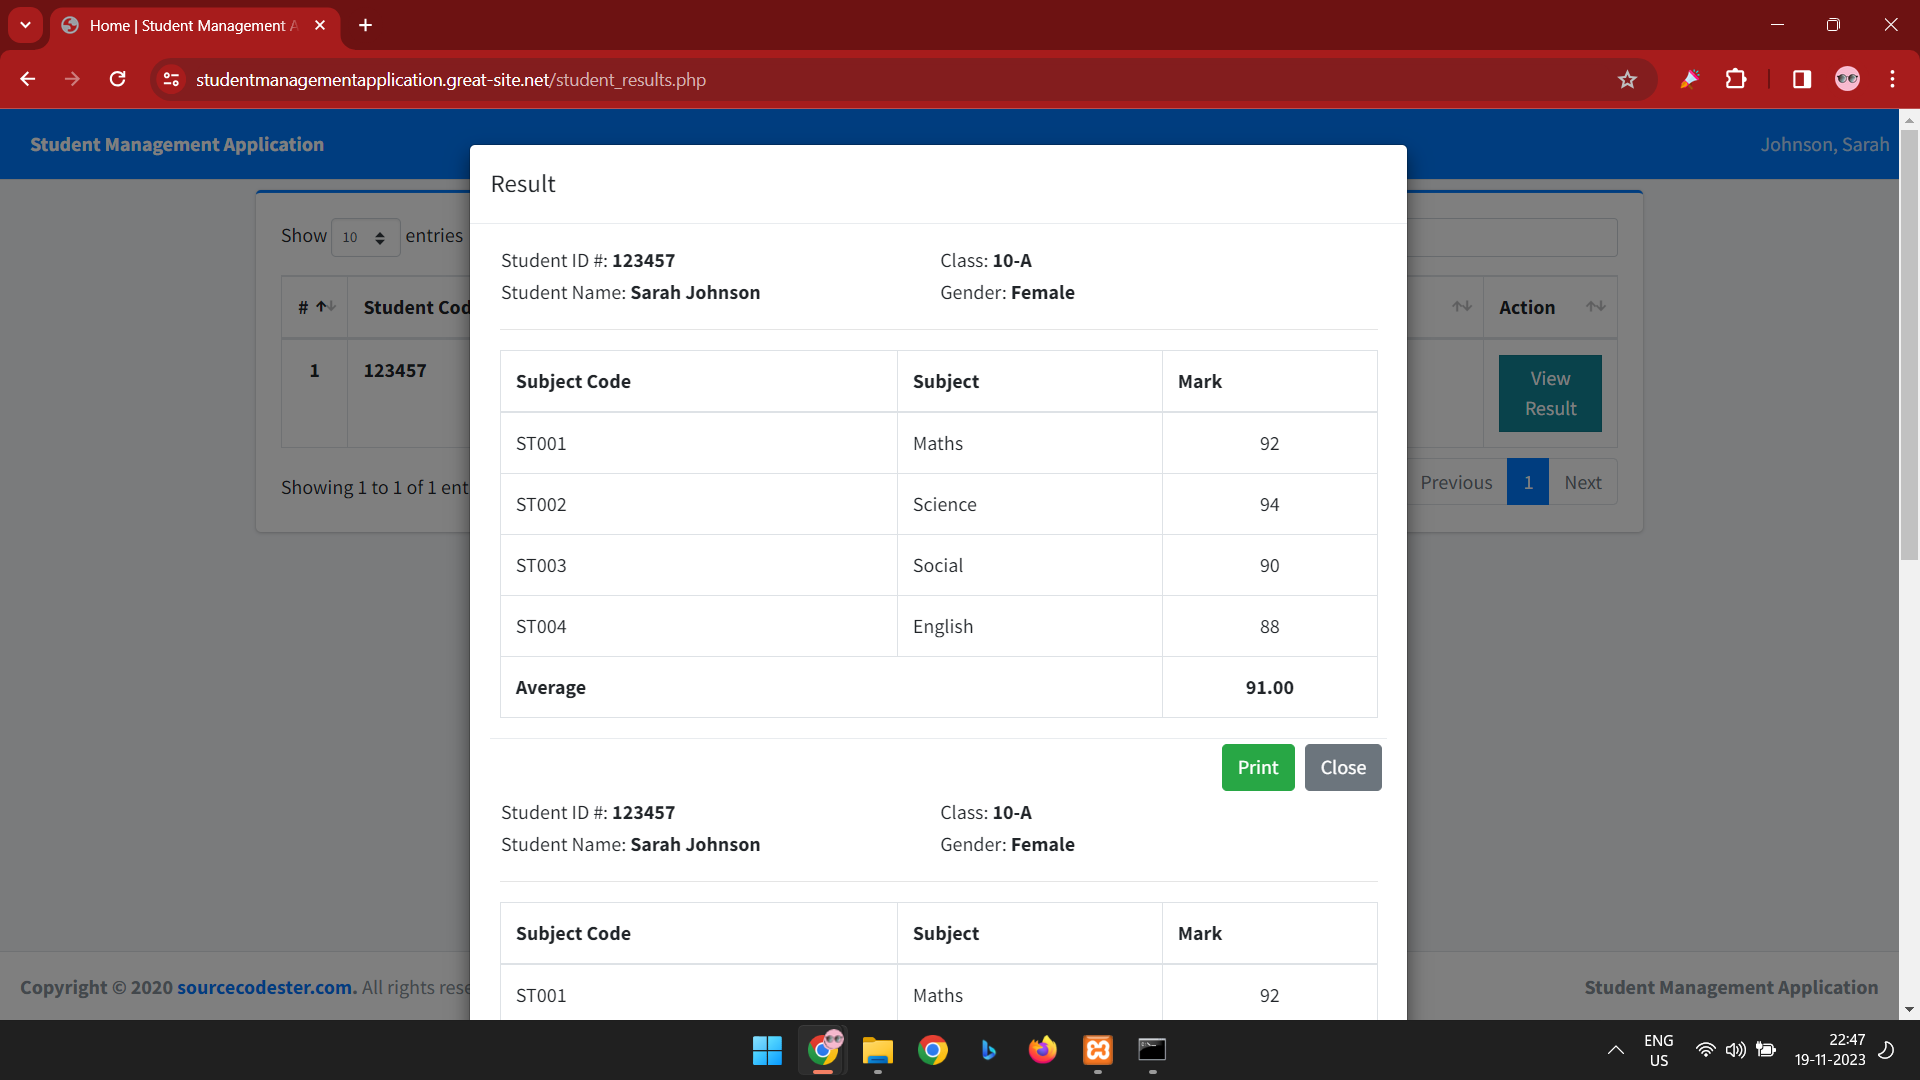 Home | Student Management A
studentmanagementapplication.great-site.net/student_results.php
Student Management Application
Johnson, Sarah
Result
Show 10 entries
Student ID #: 123457
Class: 10-A
Student Name: Sarah Johnson
Gender: Female
# Student Cod
Action
1 123457
View
Result
Subject Code Subject Mark
ST001 Maths 92
ST002 Science 94
ST003 Social 90
ST004 English 88
Average 91.00
Showing 1 to 1 of 1 ent
Previous 1 Next
Print Close
Student ID #: 123457
Class: 10-A
Student Name: Sarah Johnson
Gender: Female
Subject Code Subject Mark
ST001 Maths 92
Copyright © 2020 sourcecodester.com. All rights rese
Student Management Application
ENG
US
22:47
19-11-2023